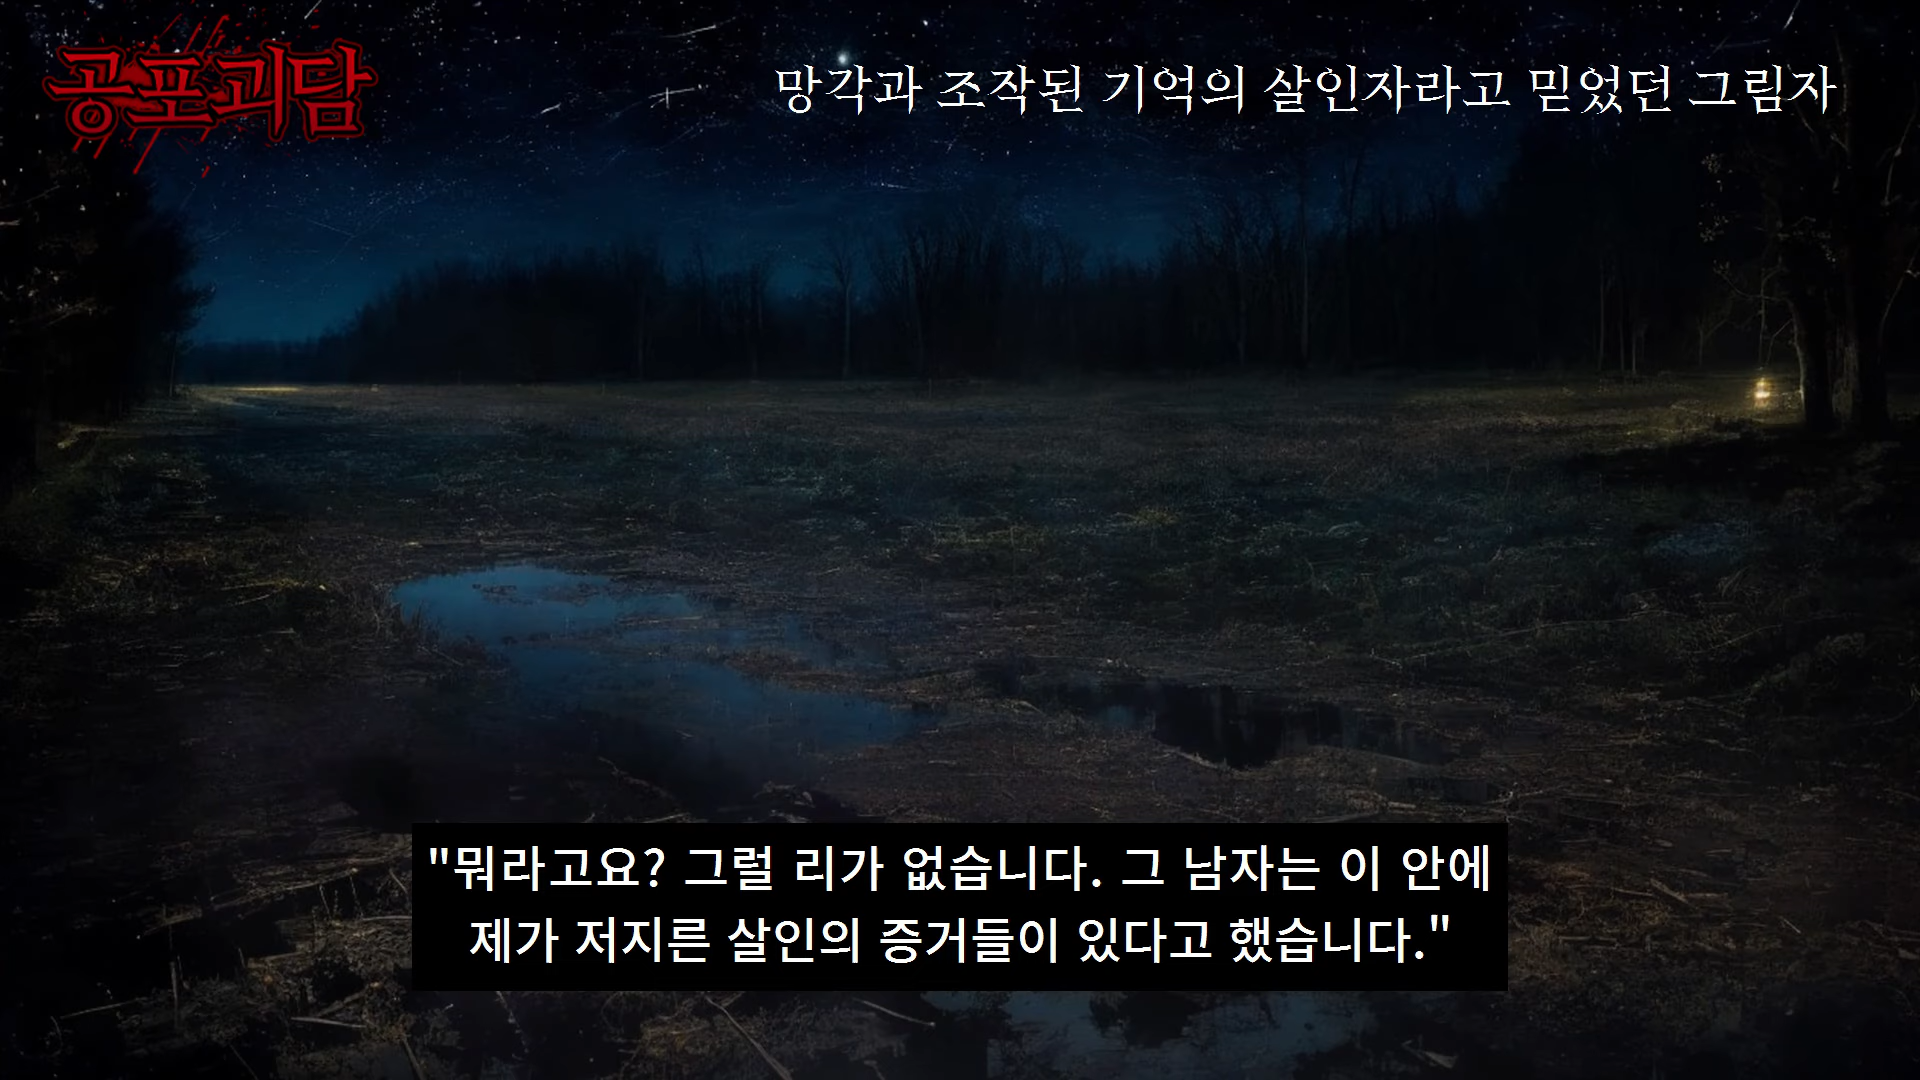 공포괴담
망각과 조작된 기억의 살인자라고 믿었던 그림자
"뭐라고요? 그럴 리가 없습니다. 그 남자는 이 안에
제가 저지른 살인의 증거들이 있다고 했습니다."